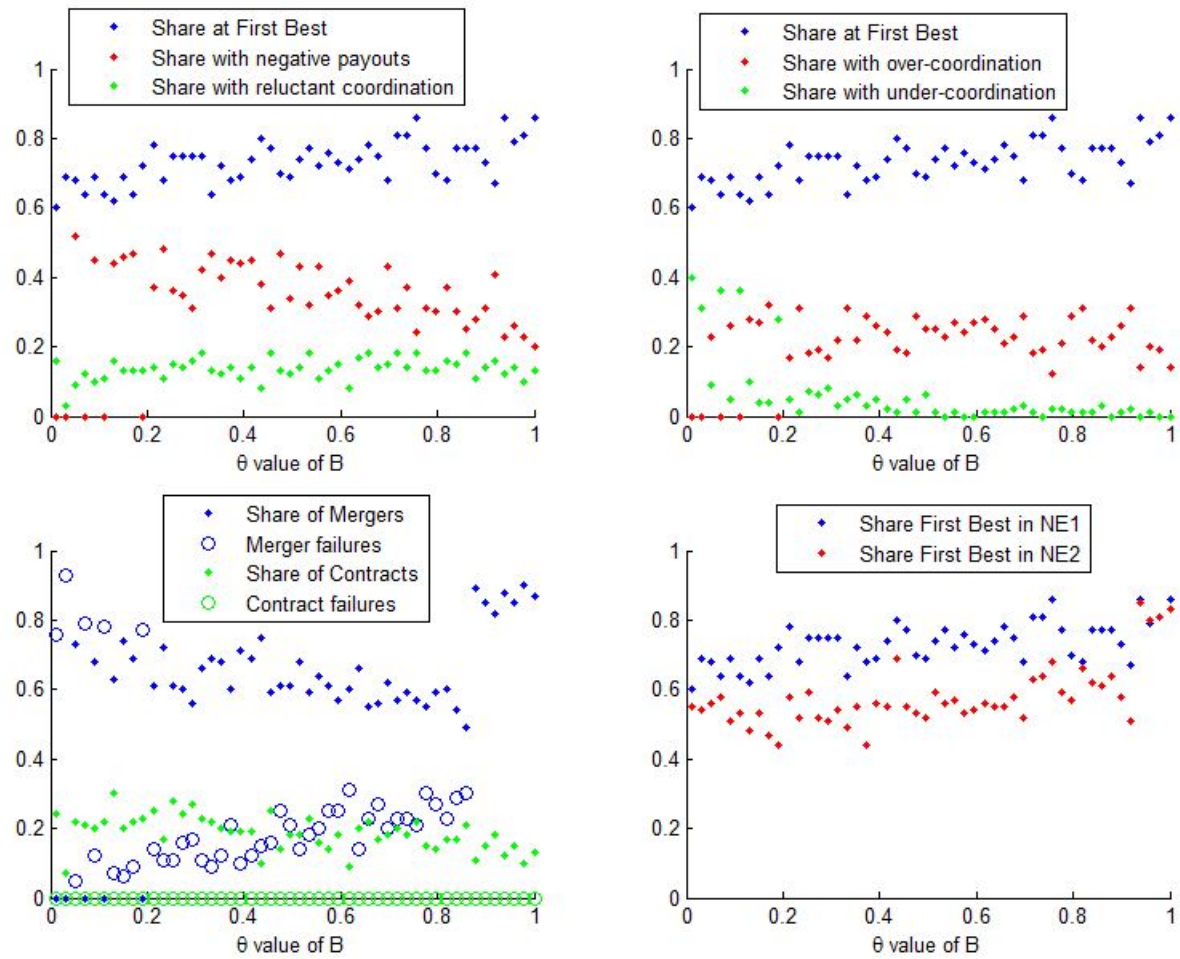 Share at First Best
Share with negative payouts
Share with reluctant coordination
1
0.8
0.6
0.4
0.2
0
0 0.2 0.4 0.6 0.8 1
θ value of B
Share at First Best
Share with over-coordination
Share with under-coordination
1
0.8
0.6
0.4
0.2
0
0 0.2 0.4 0.6 0.8 1
θ value of B
Share of Mergers
Merger failures
Share of Contracts
Contract failures
1
0.8
0.6
0.4
0.2
0
0 0.2 0.4 0.6 0.8 1
θ value of B
Share First Best in NE1
Share First Best in NE2
1
0.8
0.6
0.4
0.2
0
0 0.2 0.4 0.6 0.8 1
θ value of B